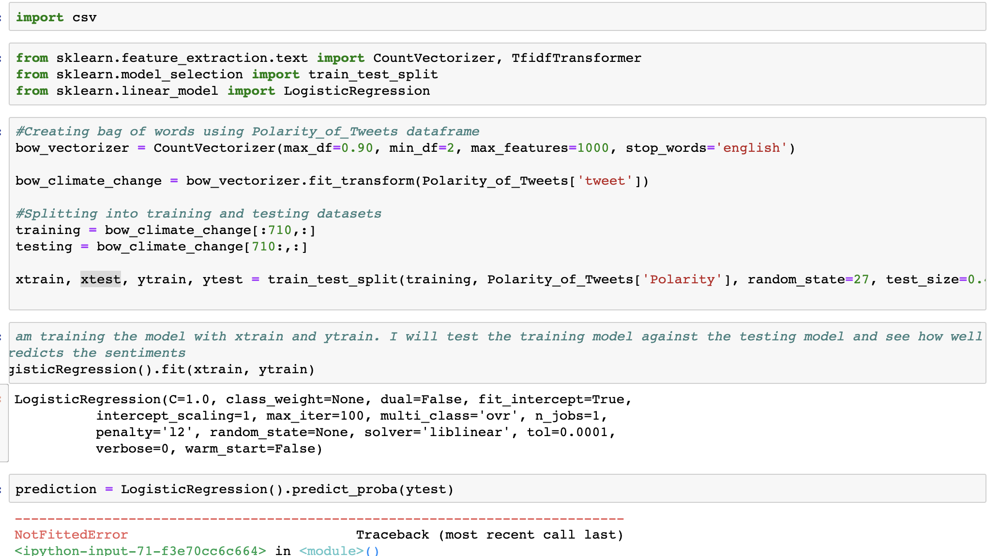 import csv
from sklearn.feature_extraction.text import CountVectorizer, TfidfTransformer
from sklearn.model_selection import train_test_split
from sklearn.linear_model import LogisticRegression
#Creating bag of words using Polarity_of_Tweets dataframe
bow_vectorizer = CountVectorizer(max_df=0.90, min_df=2, max_features=1000, stop_words='english')
bow_climate_change = bow_vectorizer.fit_transform(Polarity_of_Tweets['tweet'])
#Splitting into training and testing datasets
training = bow_climate_change[:710,:]
testing = bow_climate_change[710:,:]
xtrain, xtest, ytrain, ytest = train_test_split(training, Polarity_of_Tweets['Polarity'], random_state=27, test_size=0.
am training the model with xtrain and ytrain. I will test the training model against the testing model and see how well
redicts the sentiments
gisticRegression().fit(xtrain, ytrain)
LogisticRegression(C=1.0, class_weight=None, dual=False, fit_intercept=True,
intercept_scaling=1, max_iter=100, multi_class='ovr', n_jobs=1,
penalty='l2', random_state=None, solver='liblinear', tol=0.0001,
verbose=0, warm_start=False)
prediction = LogisticRegression().predict_proba(ytest)
---------------------------------------------------------------------------
NotFittedError Traceback (most recent call last)
<ipython-input-71-f3e70cc6c664> in <module>()